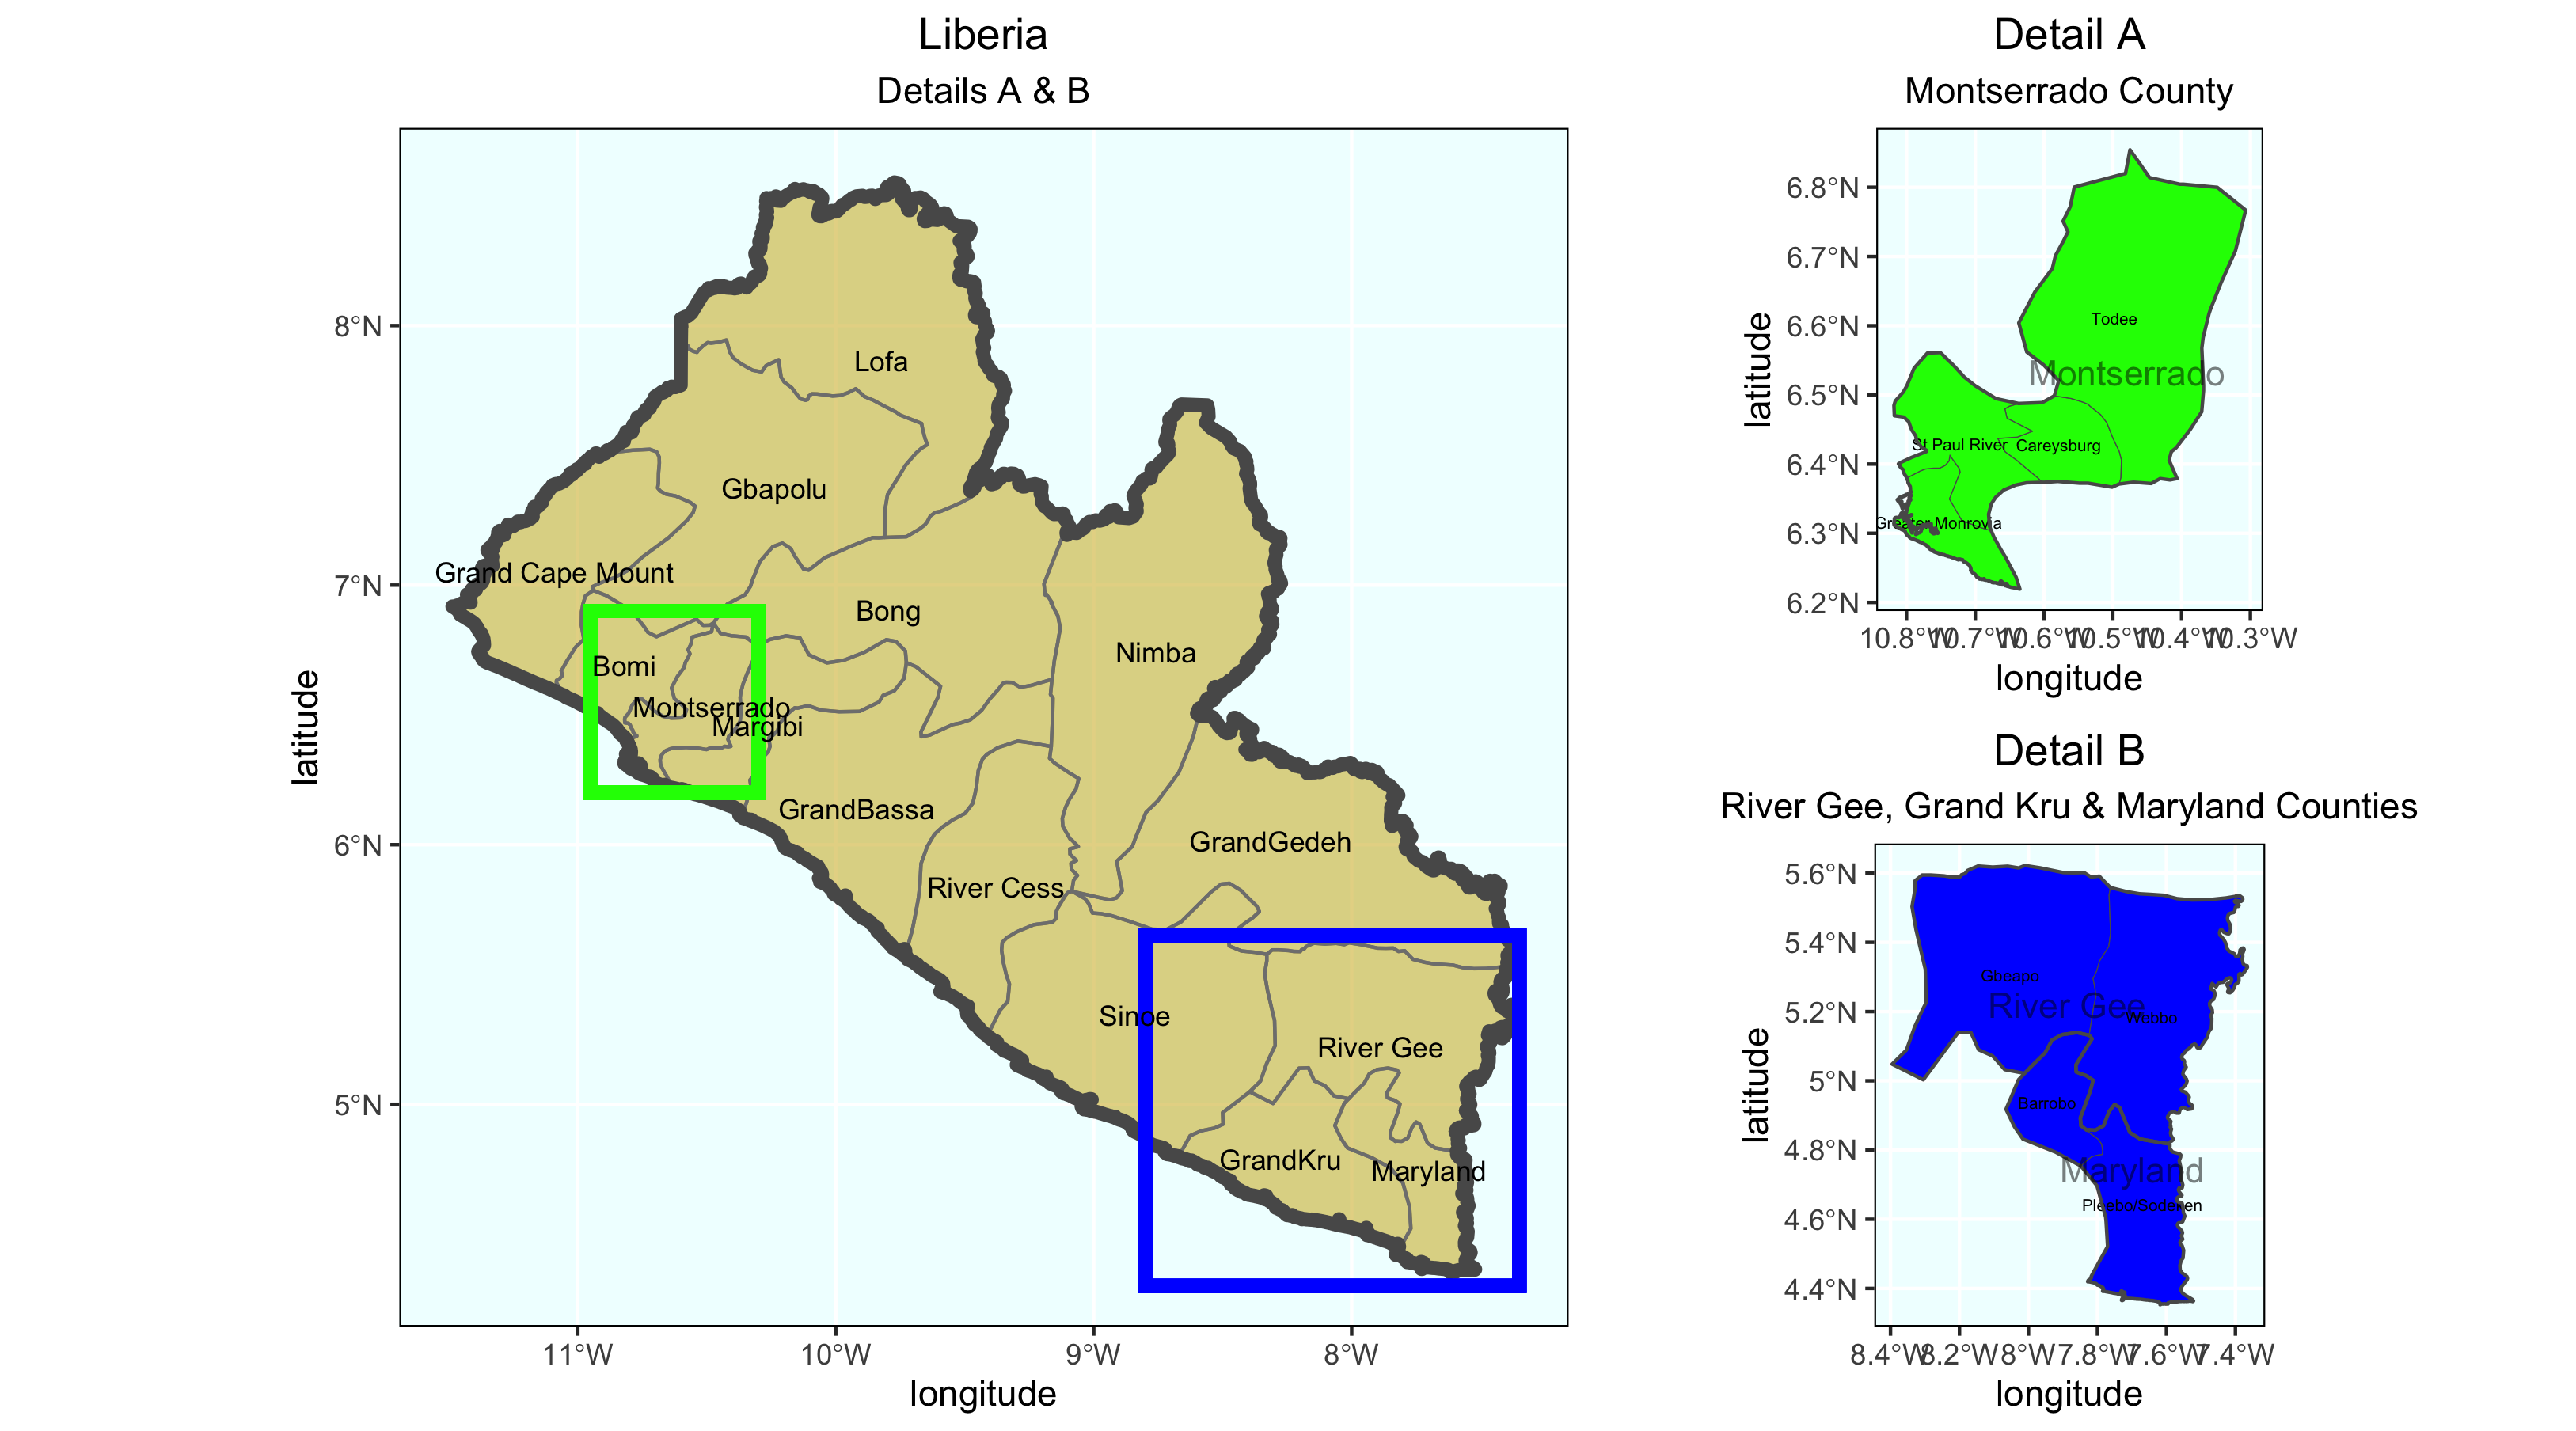 Liberia
Details A & B
latitude
8°N
7°N
6°N
5°N
Lofa
Gbapolu
Grand Cape Mount
Bong
Nimba
Bomi
Montserrado
Margibi
GrandBassa
GrandGedeh
River Cess
Sinoe
River Gee
GrandKru
Maryland
11°W
10°W
9°W
8°W
longitude
Detail A
Montserrado County
latitude
6.8°N
6.7°N
6.6°N
6.5°N
6.4°N
6.3°N
6.2°N
Todee
Montserrado
St Paul River
Careysburg
Greater Monrovia
10.8°W
10.7°W
10.6°W
10.5°W
10.4°W
10.3°W
longitude
Detail B
River Gee, Grand Kru & Maryland Counties
latitude
5.6°N
5.4°N
5.2°N
5°N
4.8°N
4.6°N
4.4°N
Gbeapo
River Gee
Webbo
Barrobo
Maryland
Pleebo/Sodeken
8.4°W
8.2°W
8°W
7.8°W
7.6°W
7.4°W
longitude